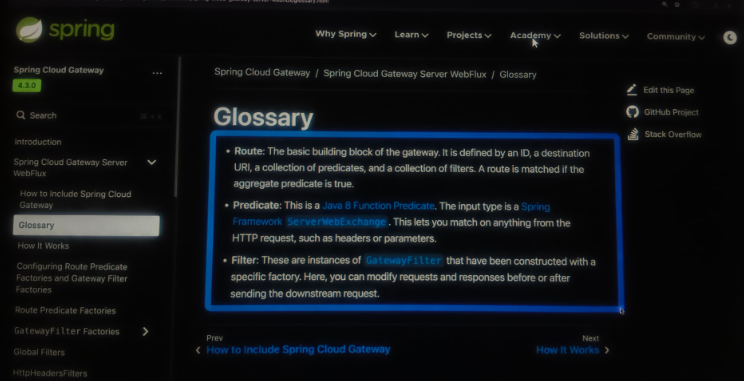 spring
Why Spring
Learn
Projects
Academy
Solutions
Community
Spring Cloud Gateway
...
4.3.0
Search
Introduction
Spring Cloud Gateway Server
WebFlux
How to Include Spring Cloud
Gateway
Glossary
How It Works
Configuring Route Predicate
Factories and Gateway Filter
Factories
Route Predicate Factories
GatewayFilter Factories
Global Filters
HttpHeadersFilters
Spring Cloud Gateway / Spring Cloud Gateway Server WebFlux / Glossary
Glossary
• Route: The basic building block of the gateway. It is defined by an ID, a destination
URI, a collection of predicates, and a collection of filters. A route is matched if the
aggregate predicate is true.
• Predicate: This is a Java 8 Function Predicate. The input type is a Spring
Framework ServerWebExchange. This lets you match on anything from the
HTTP request, such as headers or parameters.
• Filter: These are instances of GatewayFilter that have been constructed with a
specific factory. Here, you can modify requests and responses before or after
sending the downstream request.
Prev
How to Include Spring Cloud Gateway
Next
How It Works
Edit this Page
GitHub Project
Stack Overflow